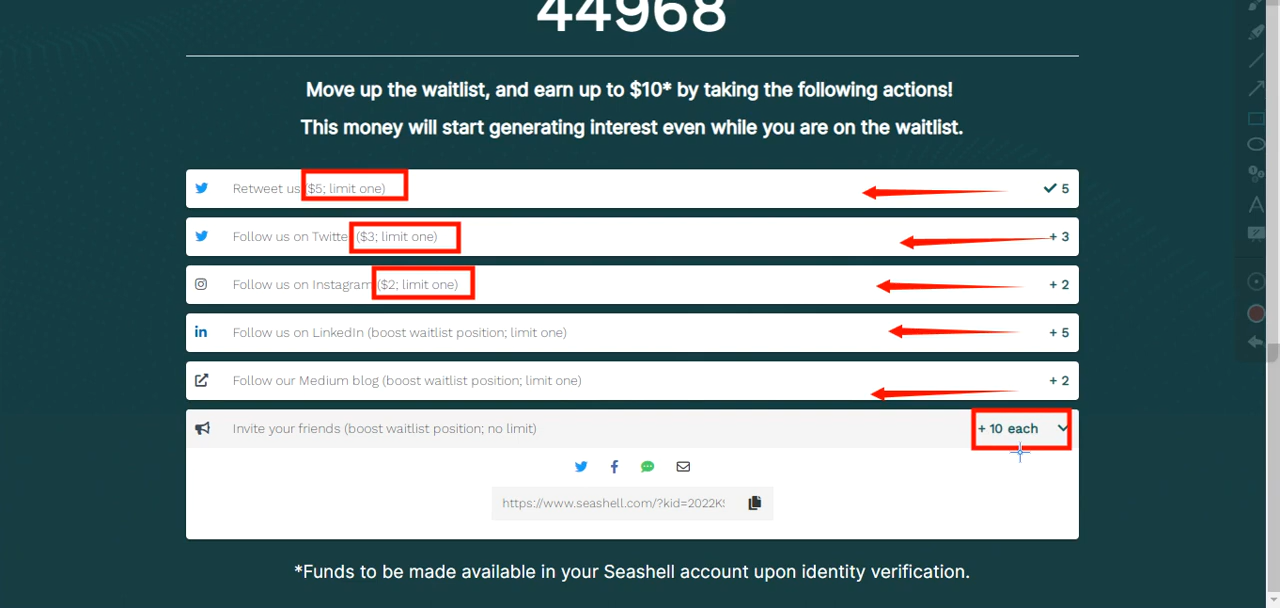 44968
Move up the waitlist, and earn up to $10* by taking the following actions!
This money will start generating interest even while you are on the waitlist.
Retweet us ($5; limit one) 5
Follow us on Twitter ($3; limit one) + 3
Follow us on Instagram ($2; limit one) + 2
Follow us on LinkedIn (boost waitlist position; limit one) + 5
Follow our Medium blog (boost waitlist position; limit one) + 2
Invite your friends (boost waitlist position; no limit) + 10 each
https://www.seashell.com/?kid=2022K
*Funds to be made available in your Seashell account upon identity verification.